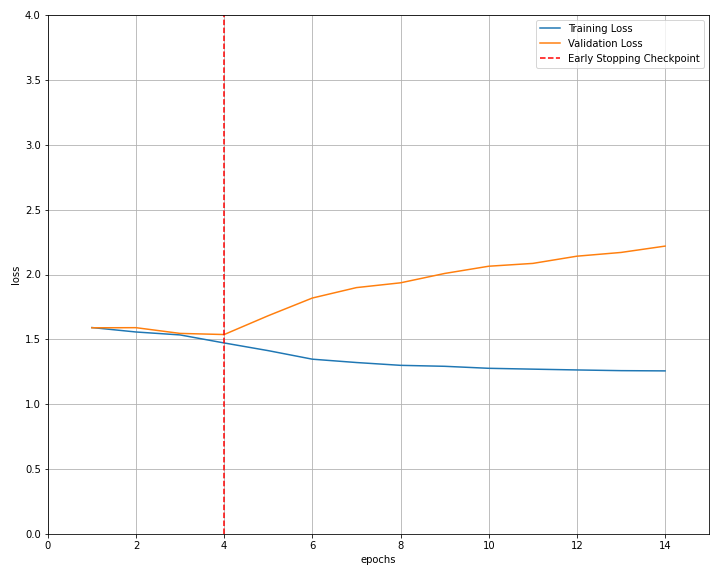 4.0
3.5
3.0
2.5
2.0
1.5
1.0
0.5
0.0
loss
Training Loss
Validation Loss
Early Stopping Checkpoint
0 2 4 6 8 10 12 14
epochs